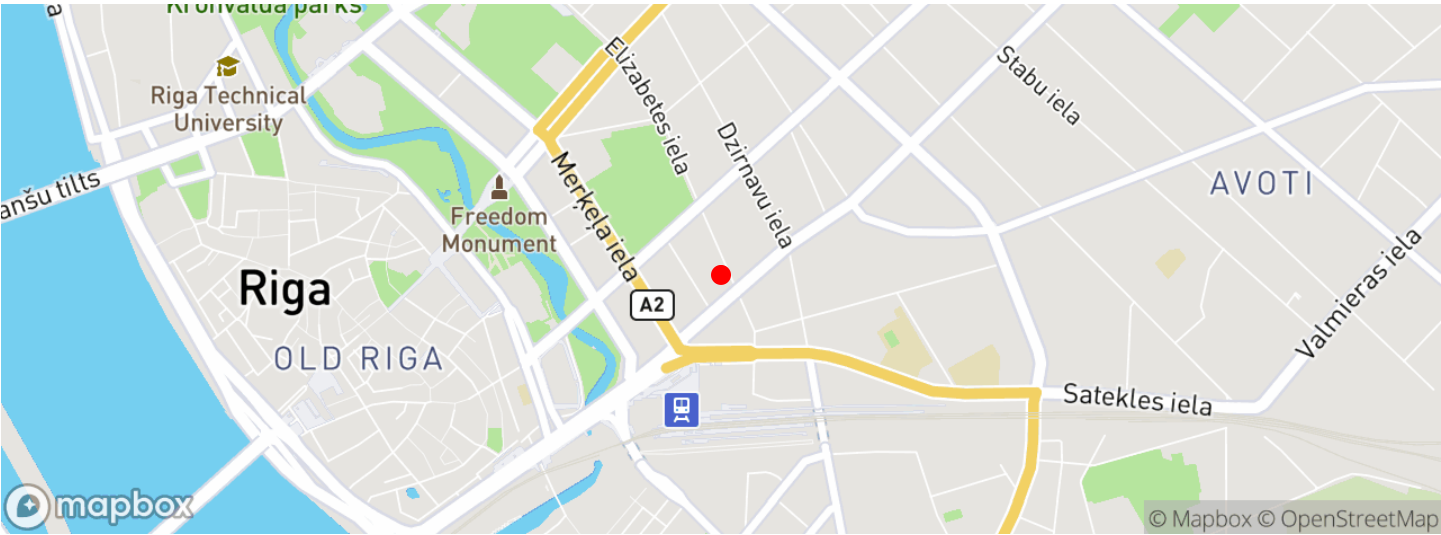 Kronvalda parks
a
Riga Technical
University
anšu tilts
Elizabetes iela
Dzirnavu iela
Stabu iela
AVOTI
Freedom
Monument
Merķeļa iela
Riga
A2
OLD RIGA
Valmieras iela
Satekles iela
mapbox
© Mapbox © OpenStreetMap